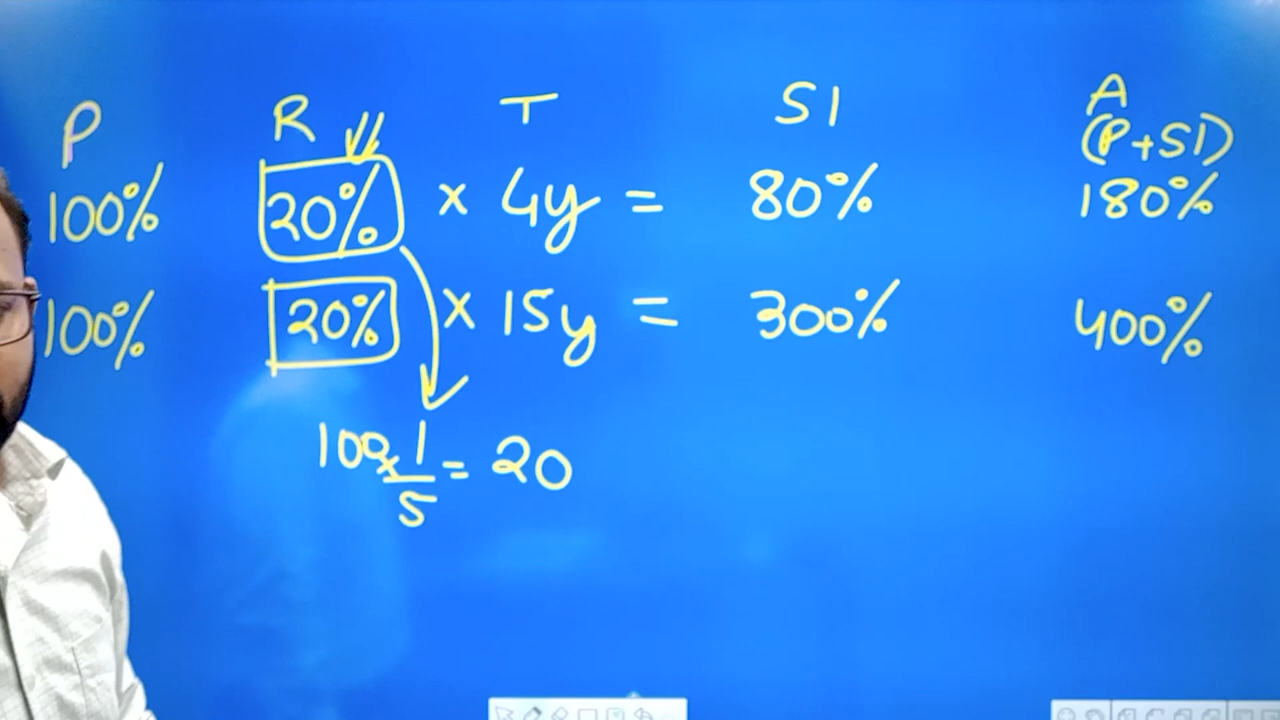 P R T SI A
(P+SI)
100% 20% × 4y = 80% 180%
100% 20% × 15y = 300% 400%
100 × 1/5 = 20